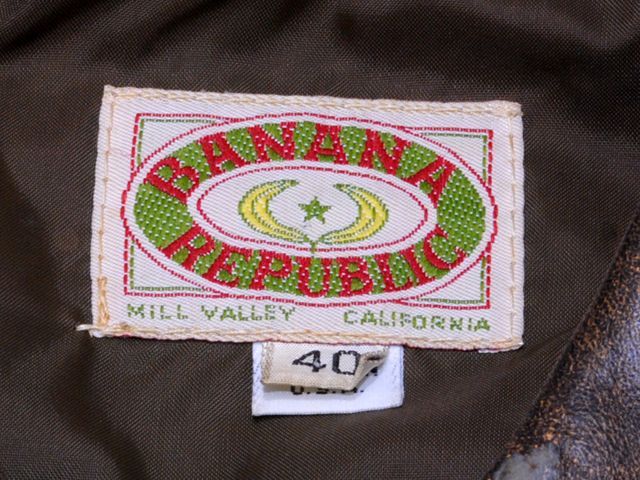 BANANA
REPUBLIC
MILL VALLEY CALIFORNIA
40
U.S.A.